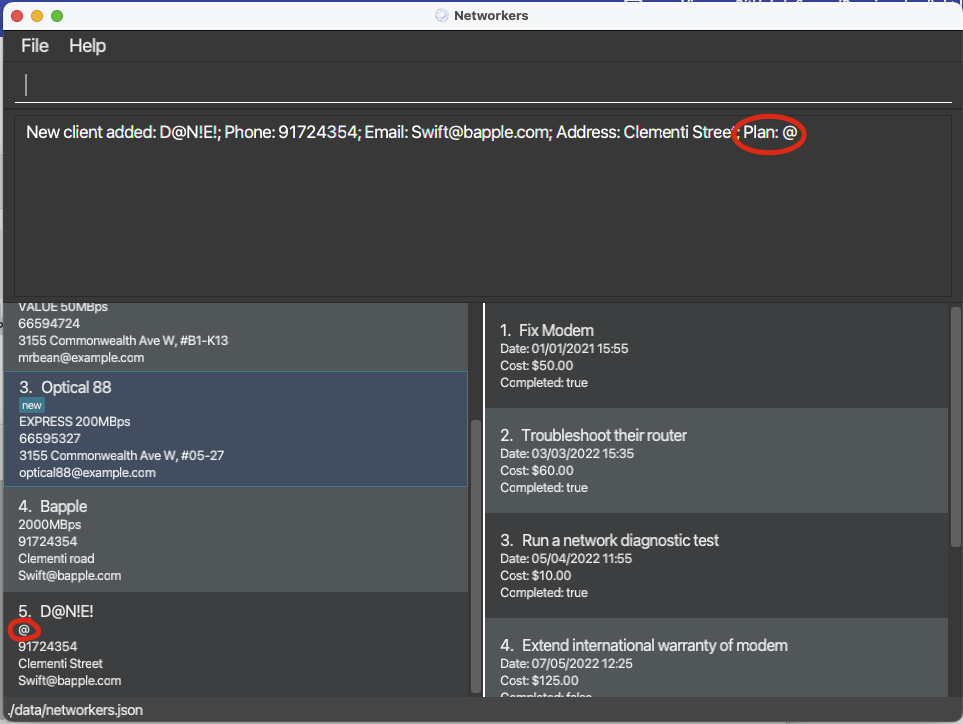 Networkers
File Help
New client added: D@N!E!; Phone: 91724354; Email: Swift@bapple.com; Address: Clementi Street; Plan: @
VALUE 50MBps
66594724
3155 Commonwealth Ave W, #B1-K13
mrbean@example.com
3. Optical 88
new
EXPRESS 200MBps
66595327
3155 Commonwealth Ave W, #05-27
optical88@example.com
4. Bapple
2000MBps
91724354
Clementi road
Swift@bapple.com
5. D@N!E!
@
91724354
Clementi Street
Swift@bapple.com
1. Fix Modem
Date: 01/01/2021 15:55
Cost: $50.00
Completed: true
2. Troubleshoot their router
Date: 03/03/2022 15:35
Cost: $60.00
Completed: true
3. Run a network diagnostic test
Date: 05/04/2022 11:55
Cost: $10.00
Completed: true
4. Extend international warranty of modem
Date: 07/05/2022 12:25
Cost: $125.00
Completed: false
./data/networkers.json